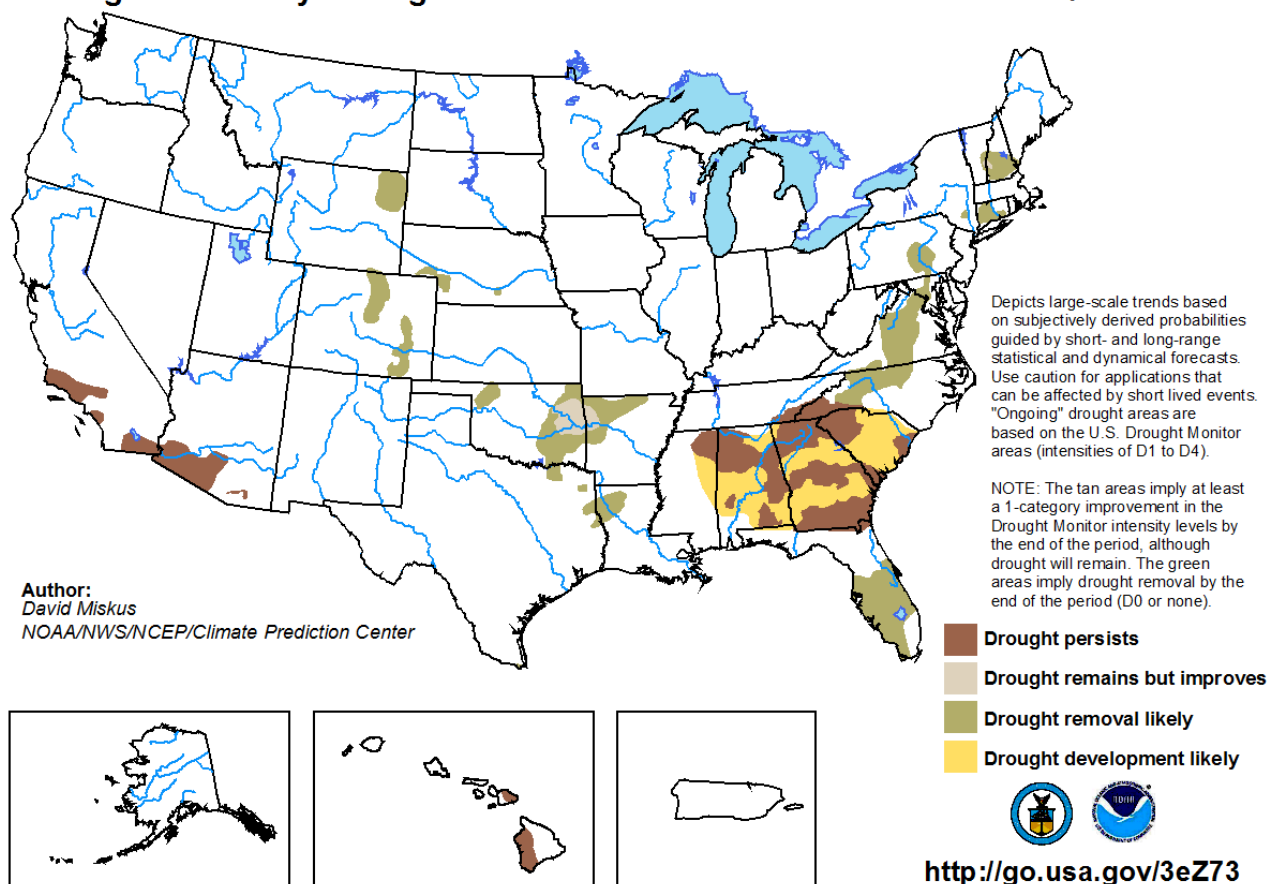 Depicts large-scale trends based
on subjectively derived probabilities
guided by short- and long-range
statistical and dynamical forecasts.
Use caution for applications that
can be affected by short lived events.
"Ongoing" drought areas are
based on the U.S. Drought Monitor
areas (intensities of D1 to D4).
NOTE: The tan areas imply at least
a 1-category improvement in the
Drought Monitor intensity levels by
the end of the period, although
drought will remain. The green
areas imply drought removal by the
end of the period (D0 or none).
Author:
David Miskus
NOAA/NWS/NCEP/Climate Prediction Center
Drought persists
Drought remains but improves
Drought removal likely
Drought development likely
http://go.usa.gov/3eZ73